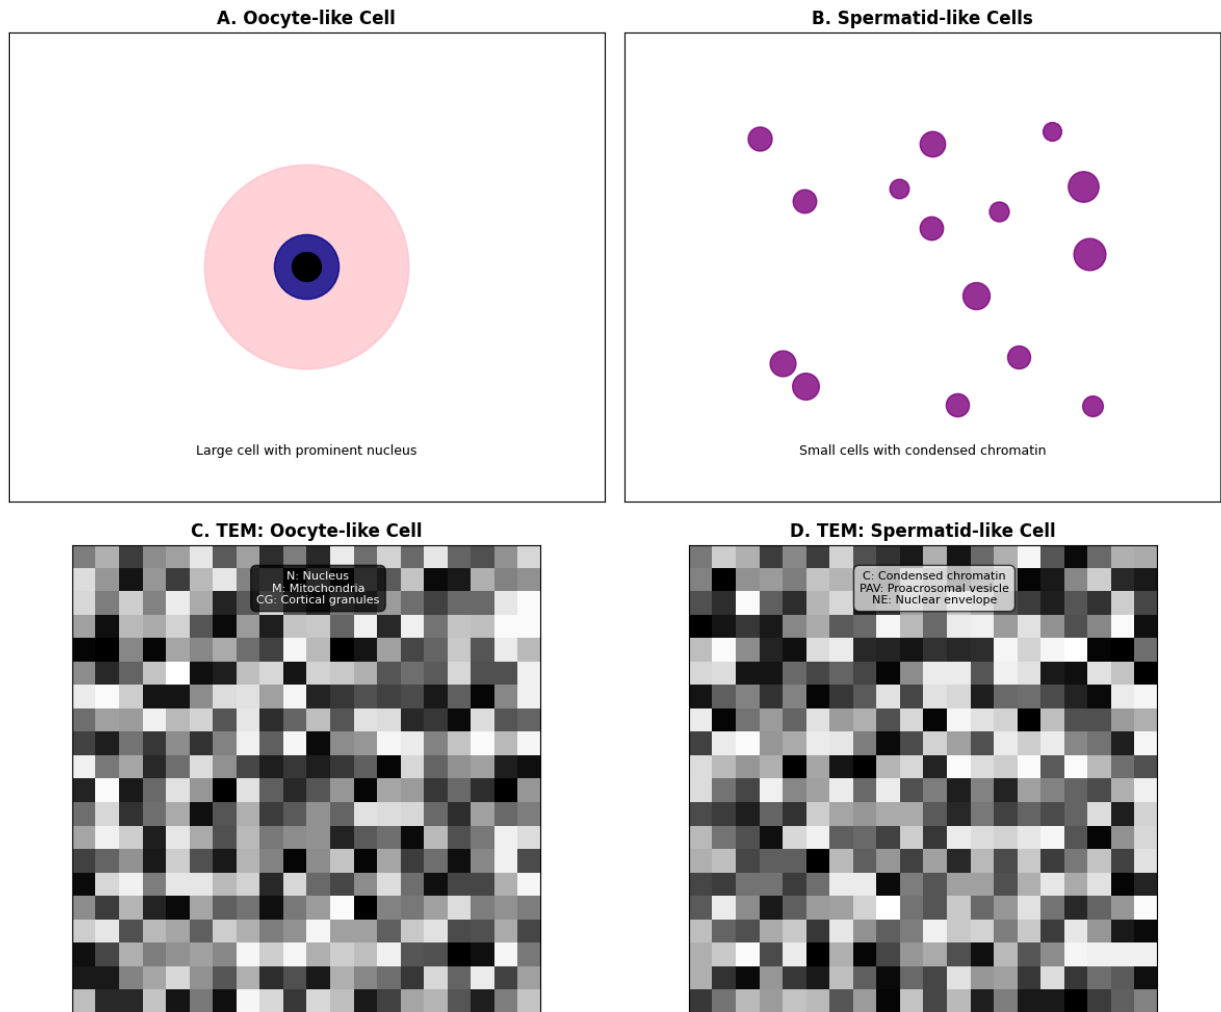 A. Oocyte-like Cell
B. Spermatid-like Cells
Large cell with prominent nucleus
Small cells with condensed chromatin
C. TEM: Oocyte-like Cell
D. TEM: Spermatid-like Cell
N: Nucleus
M: Mitochondria
CG: Cortical granules
C: Condensed chromatin
PAV: Proacrosomal vesicle
NE: Nuclear envelope